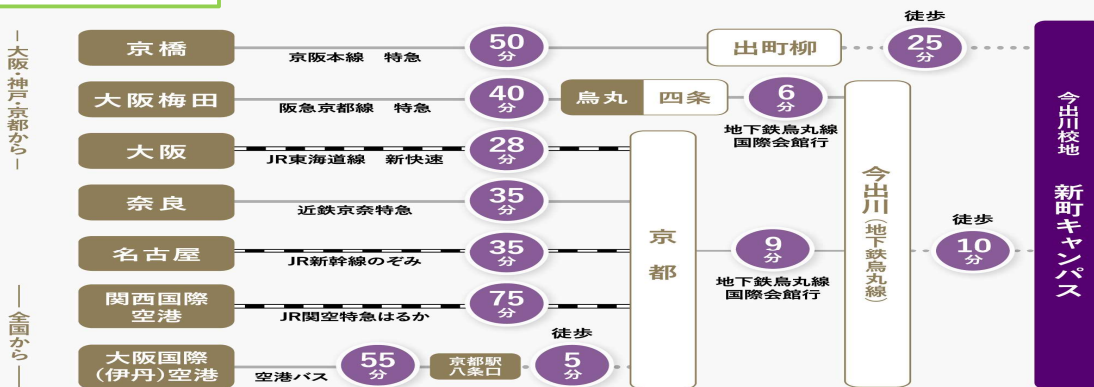 大阪・神戸・京都から
全国から
京橋
京阪本線 特急
50分
出町柳
徒歩
25分
大阪梅田
阪急京都線 特急
40分
烏丸 四条
6分
地下鉄烏丸線
国際会館行
大阪
JR東海道線 新快速
28分
奈良
近鉄京奈特急
35分
名古屋
JR新幹線のぞみ
35分
関西国際
空港
JR関空特急はるか
75分
大阪国際
(伊丹)空港
空港バス
55分
京都駅
八条口
徒歩
5分
京都
9分
地下鉄烏丸線
国際会館行
今出川(地下鉄烏丸線)
徒歩
10分
今出川校地 新町キャンパス